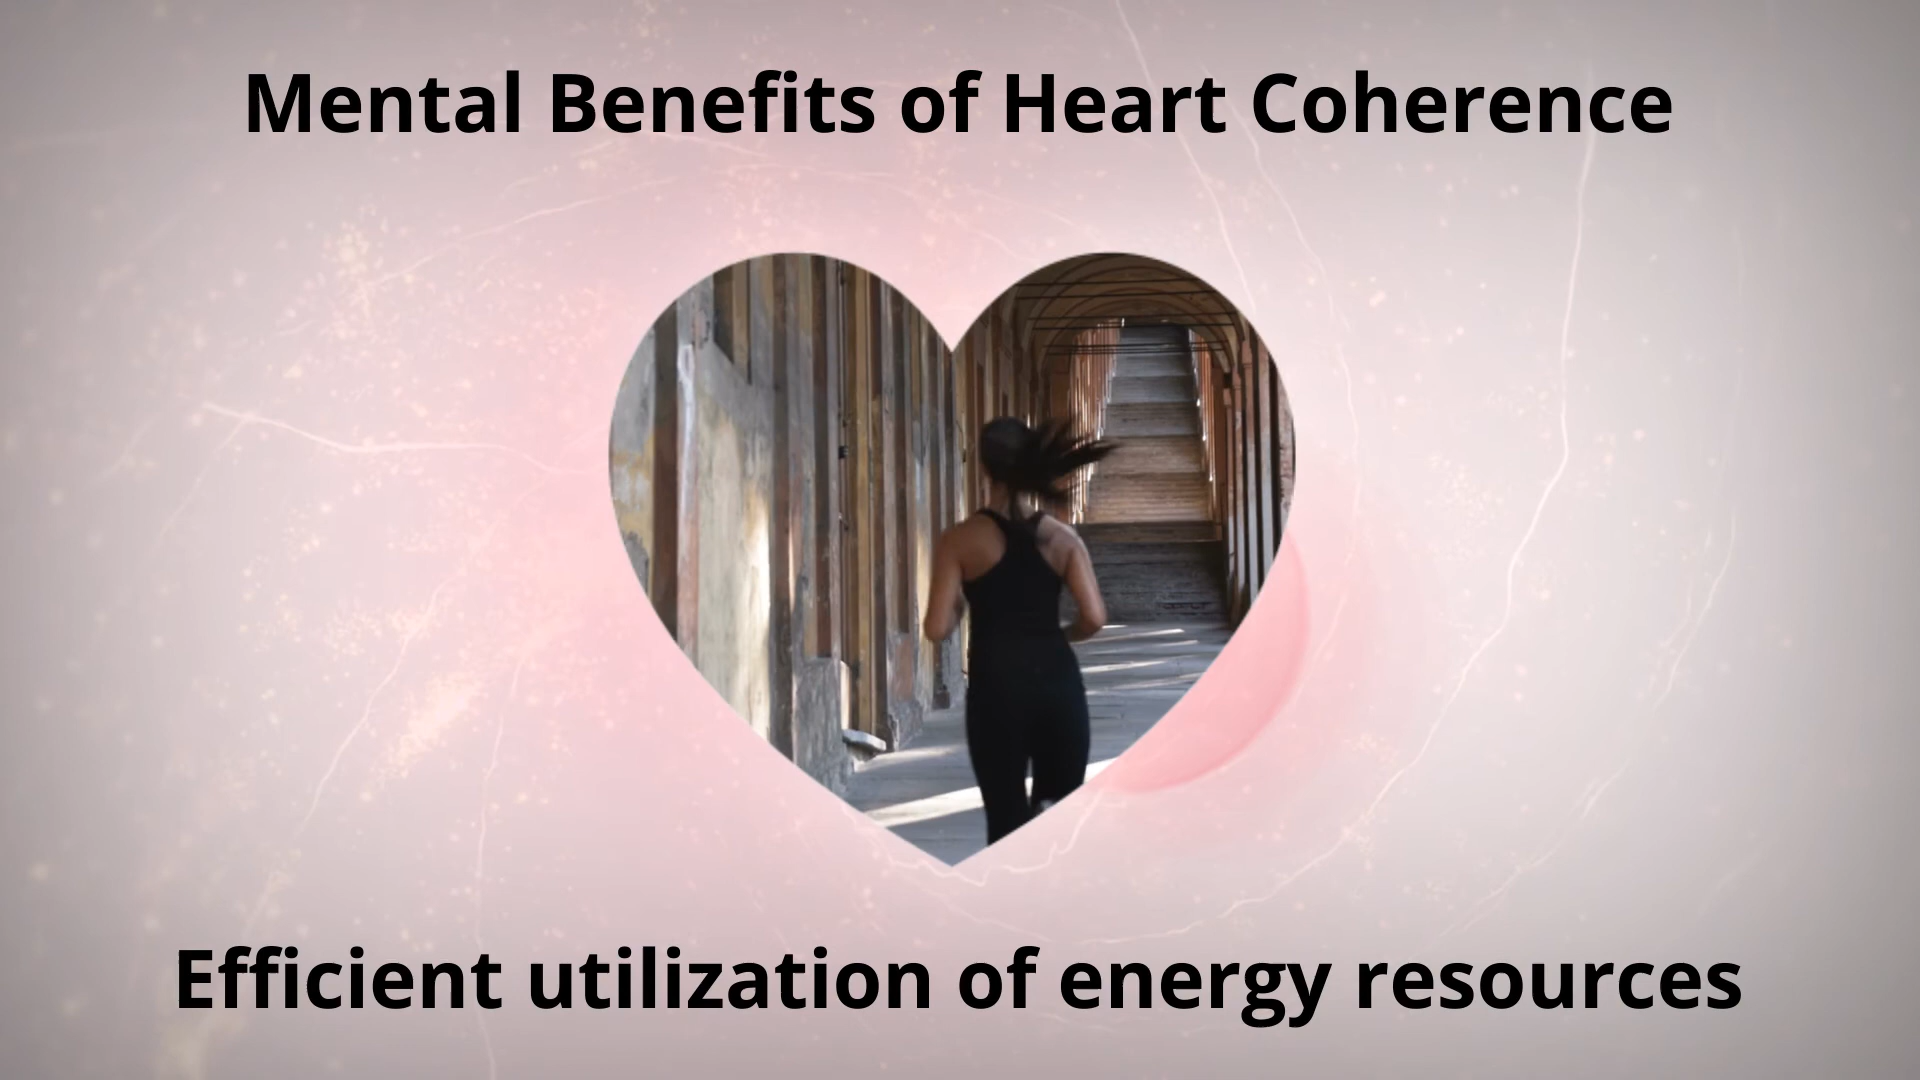 Mental Benefits of Heart Coherence
Efficient utilization of energy resources